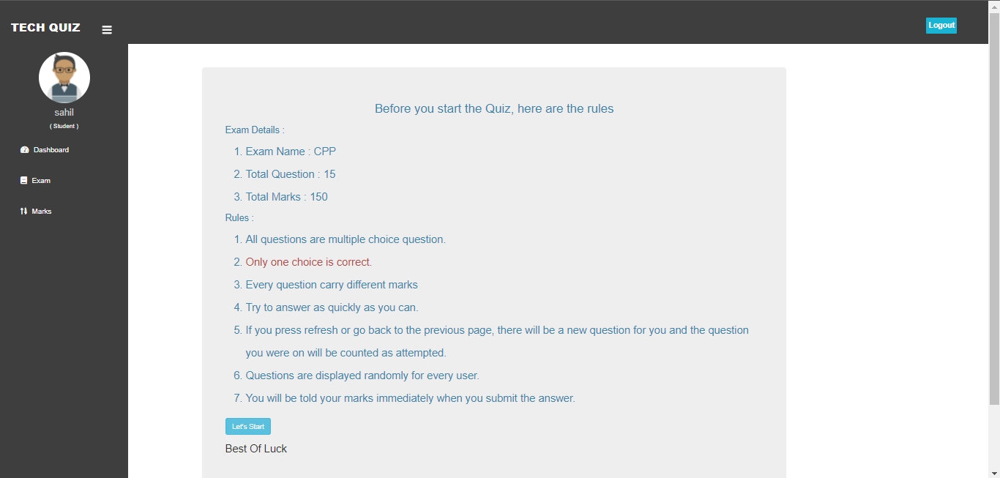 TECH QUIZ
Logout
sahil
( Student )
Dashboard
Exam
Marks
Before you start the Quiz, here are the rules
Exam Details :
1. Exam Name : CPP
2. Total Question : 15
3. Total Marks : 150
Rules :
1. All questions are multiple choice question.
2. Only one choice is correct.
3. Every question carry different marks
4. Try to answer as quickly as you can.
5. If you press refresh or go back to the previous page, there will be a new question for you and the question
you were on will be counted as attempted.
6. Questions are displayed randomly for every user.
7. You will be told your marks immediately when you submit the answer.
Let's Start
Best Of Luck